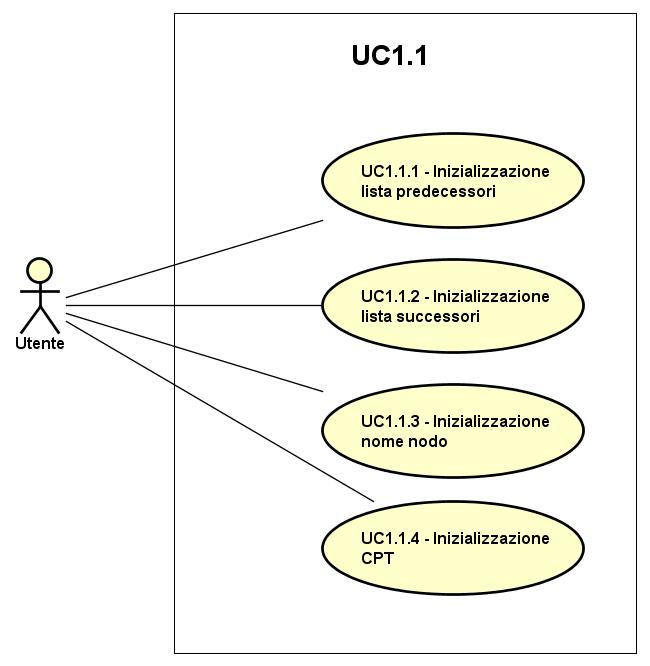 UC1.1
UC1.1.1 - Inizializzazione
lista predecessori
UC1.1.2 - Inizializzazione
lista successori
Utente
UC1.1.3 - Inizializzazione
nome nodo
UC1.1.4 - Inizializzazione
CPT